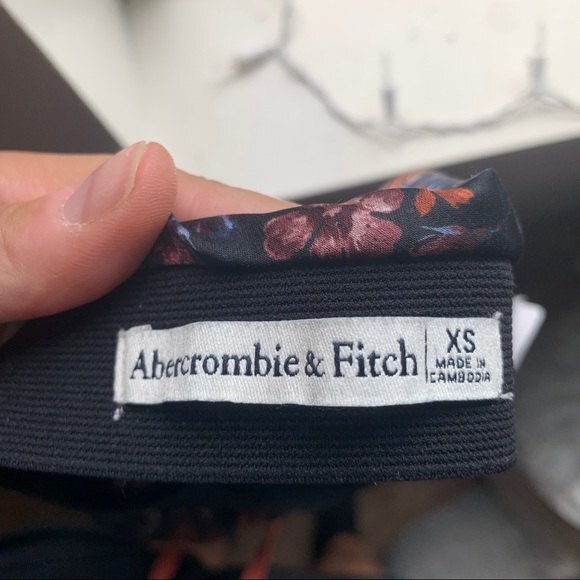 Abercrombie & Fitch
XS
MADE IN
CAMBODIA